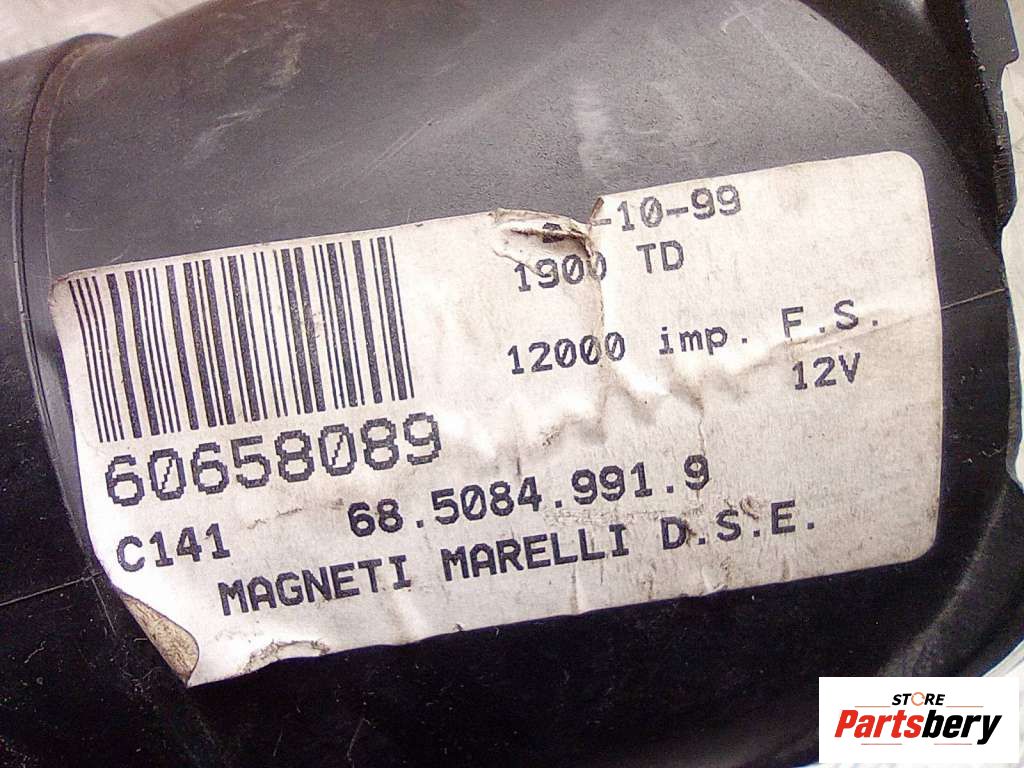 -10-99
1900 TD
12000 imp. F.S.
12V
60658089
C141 68.5084.991.9
MAGNETI MARELLI D.S.E.
STORE
Partsbery